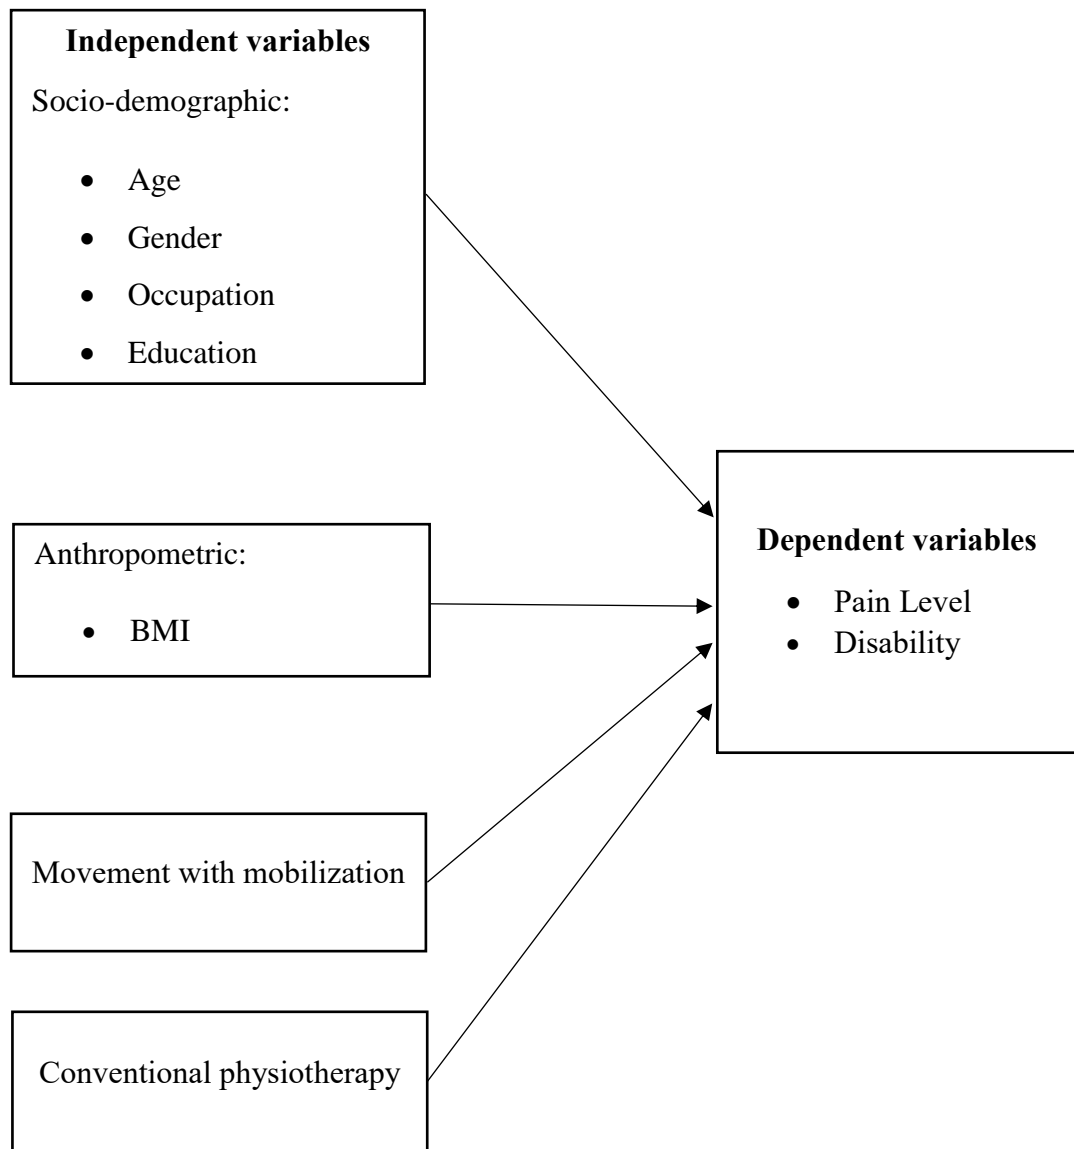 Independent variables
Socio-demographic:
• Age
• Gender
• Occupation
• Education
Anthropometric:
• BMI
Movement with mobilization
Conventional physiotherapy
Dependent variables
• Pain Level
• Disability